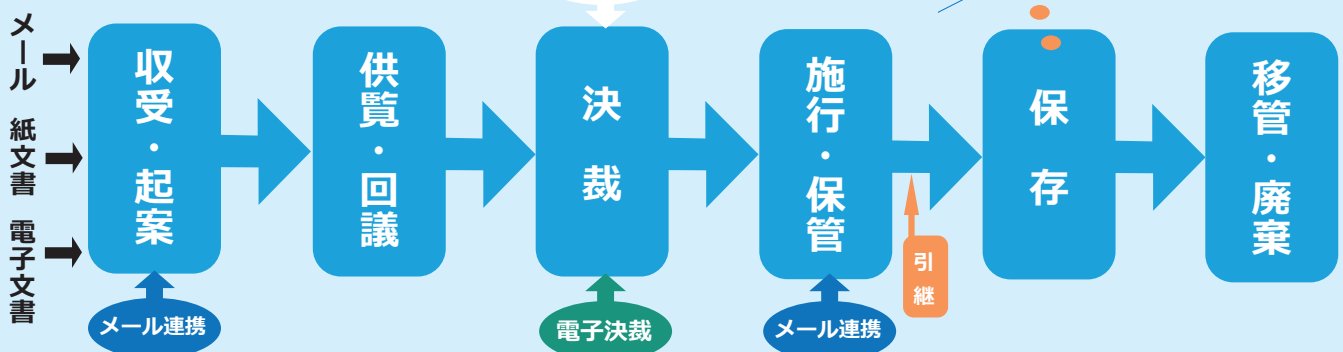 メール
紙文書
電子文書
収受・起案
供覧・回議
決裁
施行・保管
保存
移管・廃棄
引継
メール連携
電子決裁
メール連携